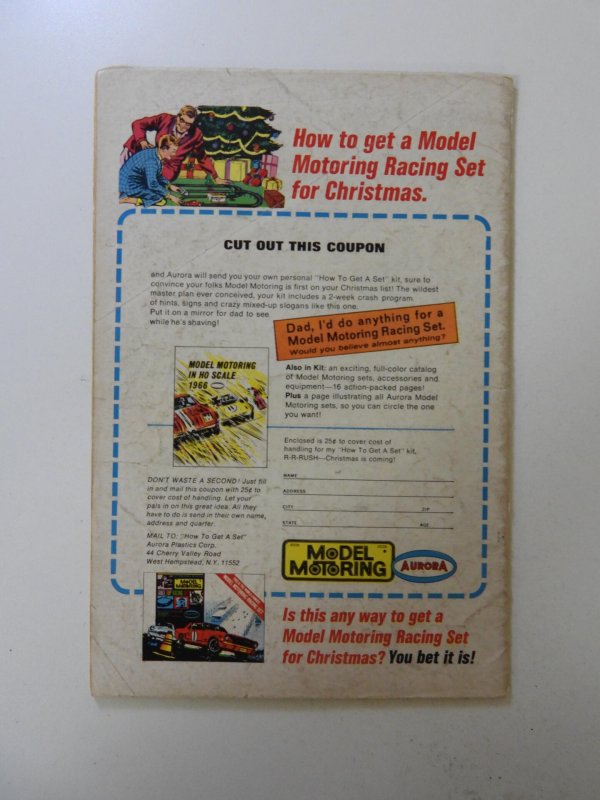 How to get a Model
Motoring Racing Set
for Christmas.
CUT OUT THIS COUPON
and Aurora will send you your own personal "How To Get A Set" kit, sure to
convince your folks Model Motoring is first on your Christmas list! The wildest
master plan ever conceived, your kit includes a 2-week crash program
of hints, signs and crazy mixed-up slogans like this one.
Put it on a mirror for dad to see
while he's shaving!
Dad, I'd do anything for a
Model Motoring Racing Set.
Would you believe almost anything?
MODEL MOTORING
IN HO SCALE
1966
Also in Kit: an exciting, full-color catalog
of Model Motoring sets, accessories and
equipment—16 action-packed pages!
Plus a page illustrating all Aurora Model
Motoring sets, so you can circle the one
you want!
Enclosed is 25¢ to cover cost of
handling for my "How To Get A Set" kit,
R-R-RUSH—Christmas is coming!
NAME
ADDRESS
CITY ZIP
STATE AGE
DON'T WASTE A SECOND! Just fill
in and mail this coupon with 25¢ to
cover cost of handling. Let your
pals in on this great idea. All they
have to do is send in their own name,
address and quarter.
MAIL TO: "How To Get A Set"
Aurora Plastics Corp.
44 Cherry Valley Road
West Hempstead, N.Y. 11552
MODEL
MOTORING
AURORA
MODEL
MOTORING
Is this any way to get a
Model Motoring Racing Set
for Christmas? You bet it is!